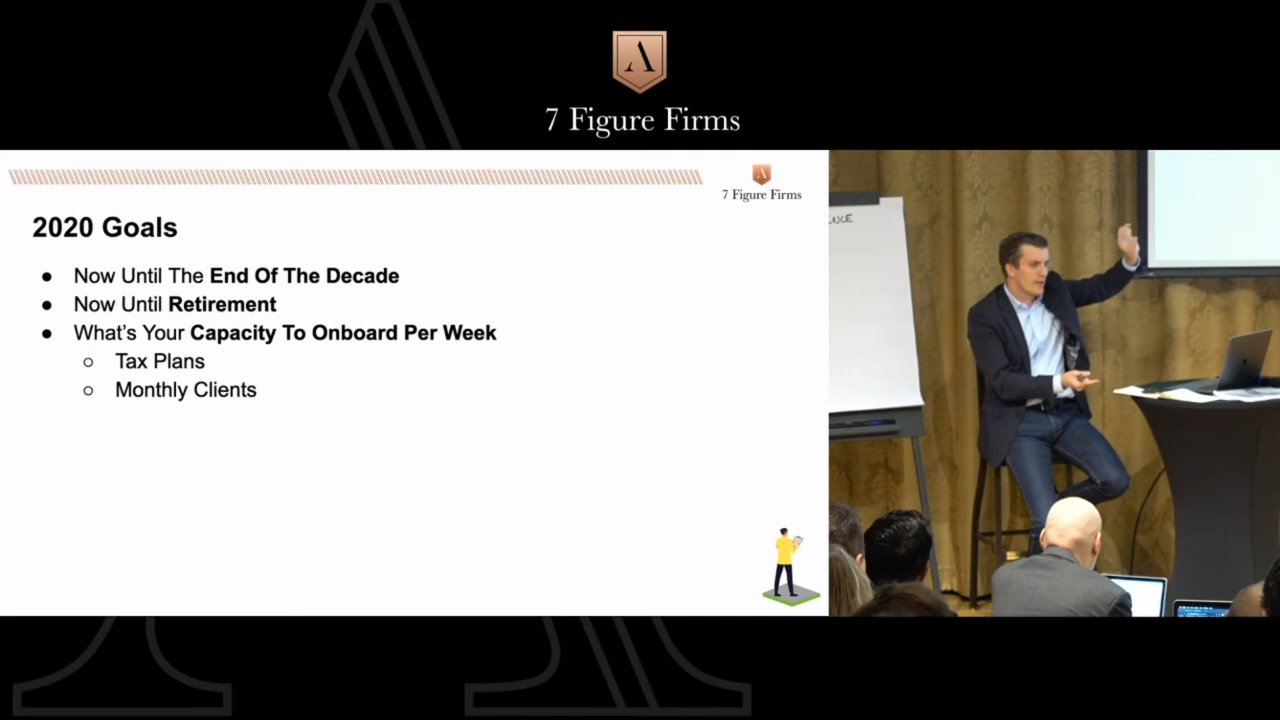 7 Figure Firms
7 Figure Firms
2020 Goals
● Now Until The End Of The Decade
● Now Until Retirement
● What's Your Capacity To Onboard Per Week
○ Tax Plans
○ Monthly Clients